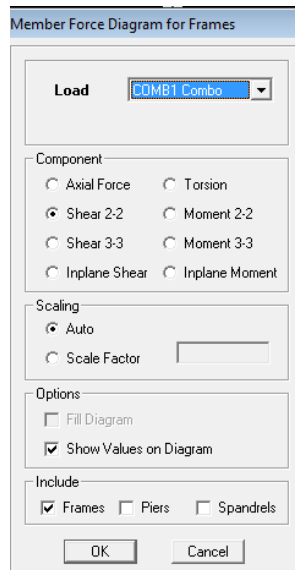 Member Force Diagram for Frames
Load COMB1 Combo
Component
Axial Force Torsion
Shear 2-2 Moment 2-2
Shear 3-3 Moment 3-3
Inplane Shear Inplane Moment
Scaling
Auto
Scale Factor
Options
Fill Diagram
Show Values on Diagram
Include
Frames Piers Spandrels
OK Cancel